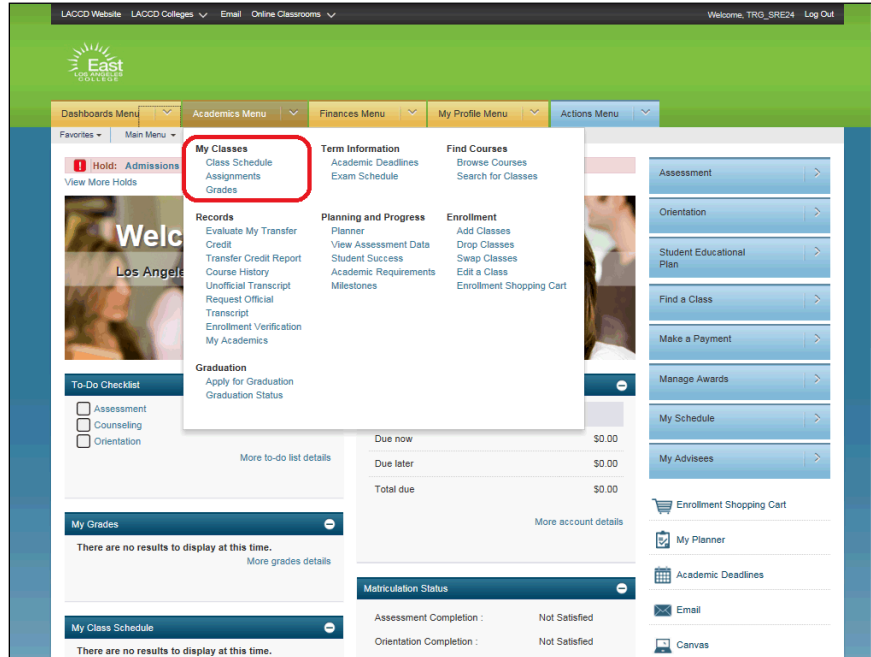 LACCD Website LACCD Colleges Email Online Classrooms Welcome, TRG_SRE24 Log Out
East
LOS ANGELES
COLLEGE
Dashboards Menu Academics Menu Finances Menu My Profile Menu Actions Menu
Favorites Main Menu
Hold: Admissions
View More Holds
My Classes
Class Schedule
Assignments
Grades
Term Information
Academic Deadlines
Exam Schedule
Find Courses
Browse Courses
Search for Classes
Records
Evaluate My Transfer
Credit
Transfer Credit Report
Course History
Unofficial Transcript
Request Official
Transcript
Enrollment Verification
My Academics
Planning and Progress
Planner
View Assessment Data
Student Success
Academic Requirements
Milestones
Enrollment
Add Classes
Drop Classes
Swap Classes
Edit a Class
Enrollment Shopping Cart
Graduation
Apply for Graduation
Graduation Status
Welc
Los Angele
To-Do Checklist
Assessment
Counseling
Orientation
More to-do list details
Due now $0.00
Due later $0.00
Total due $0.00
More account details
My Grades
There are no results to display at this time.
More grades details
Matriculation Status
Assessment Completion : Not Satisfied
Orientation Completion : Not Satisfied
My Class Schedule
There are no results to display at this time.
Assessment
Orientation
Student Educational
Plan
Find a Class
Make a Payment
Manage Awards
My Schedule
My Advisees
Enrollment Shopping Cart
My Planner
Academic Deadlines
Email
Canvas